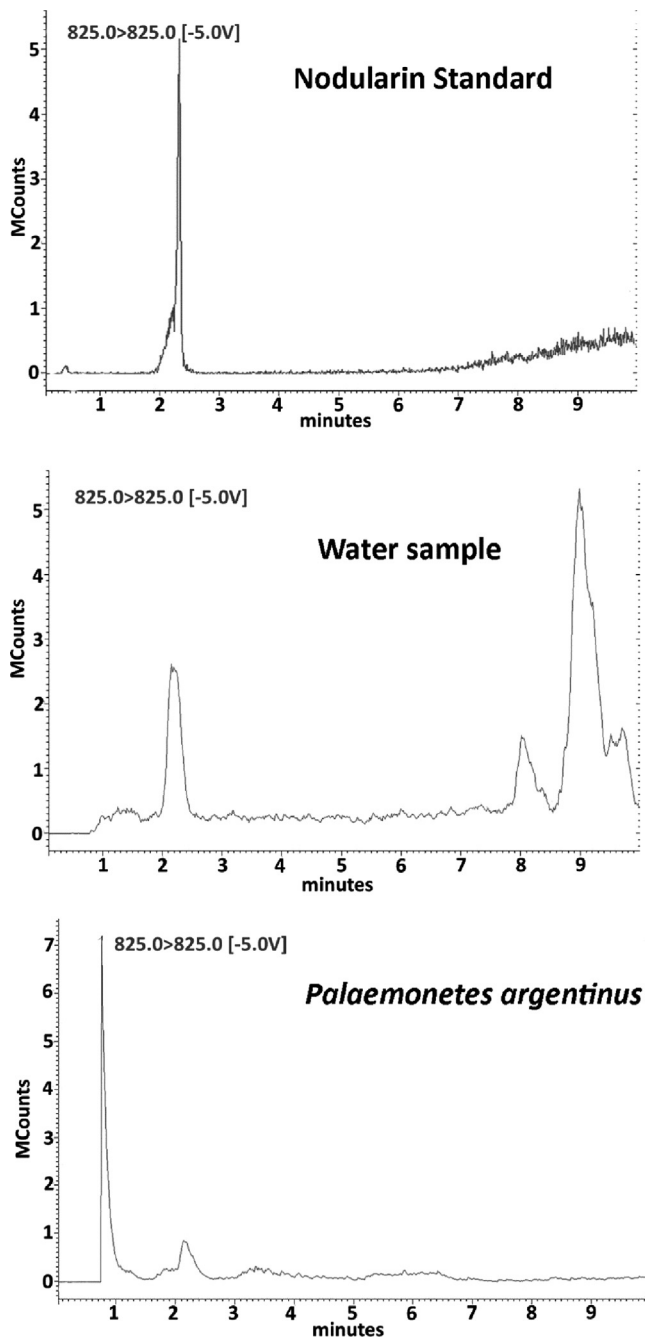 825.0>825.0 [-5.0V]
Nodularin Standard
MCounts
5
4
3
2
1
0
1 2 3 4 5 6 7 8 9
minutes
825.0>825.0 [-5.0V]
Water sample
MCounts
5
4
3
2
1
0
1 2 3 4 5 6 7 8 9
minutes
825.0>825.0 [-5.0V]
Palaemonetes argentinus
MCounts
7
6
5
4
3
2
1
0
1 2 3 4 5 6 7 8 9
minutes